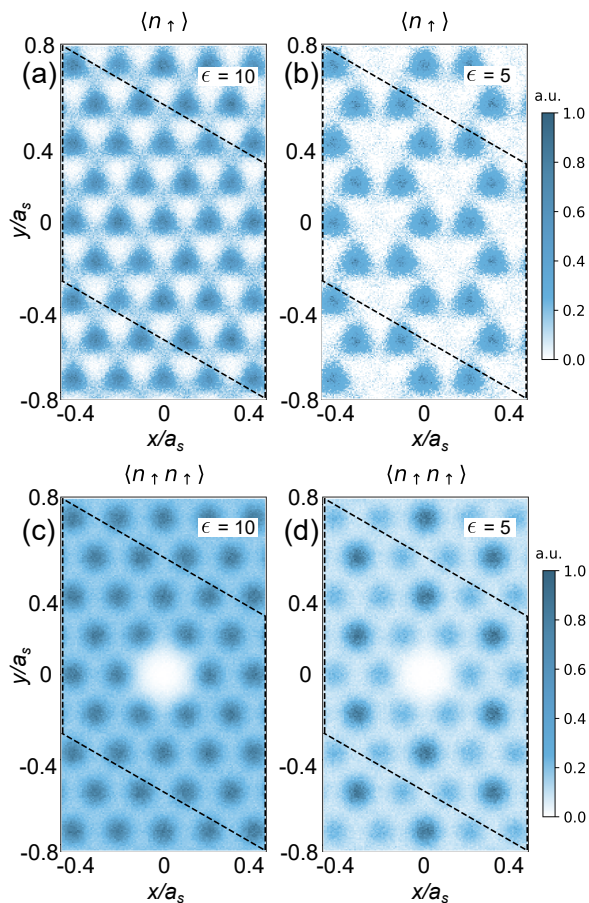 ⟨n↑⟩ ⟨n↑⟩
(a) ϵ = 10 (b) ϵ = 5
a.u.
0.8 0.4 0 -0.4 -0.8
y/aₛ
1.0 0.8 0.6 0.4 0.2 0.0
-0.4 0 0.4 -0.4 0 0.4
x/aₛ x/aₛ
⟨n↑n↑⟩ ⟨n↑n↑⟩
(c) ϵ = 10 (d) ϵ = 5
a.u.
0.8 0.4 0 -0.4 -0.8
y/aₛ
1.0 0.8 0.6 0.4 0.2 0.0
-0.4 0 0.4 -0.4 0 0.4
x/aₛ x/aₛ